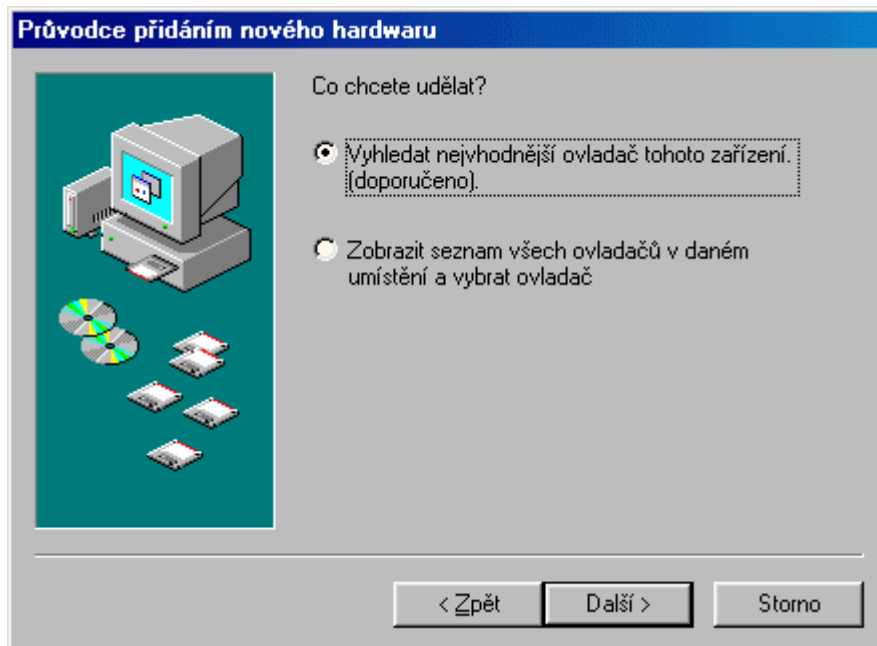 Průvodce přidáním nového hardwaru
Co chcete udělat?
Vyhledat nejvhodnější ovladač tohoto zařízení.
(doporučeno).
Zobrazit seznam všech ovladačů v daném
umístění a vybrat ovladač
< Zpět
Další >
Storno